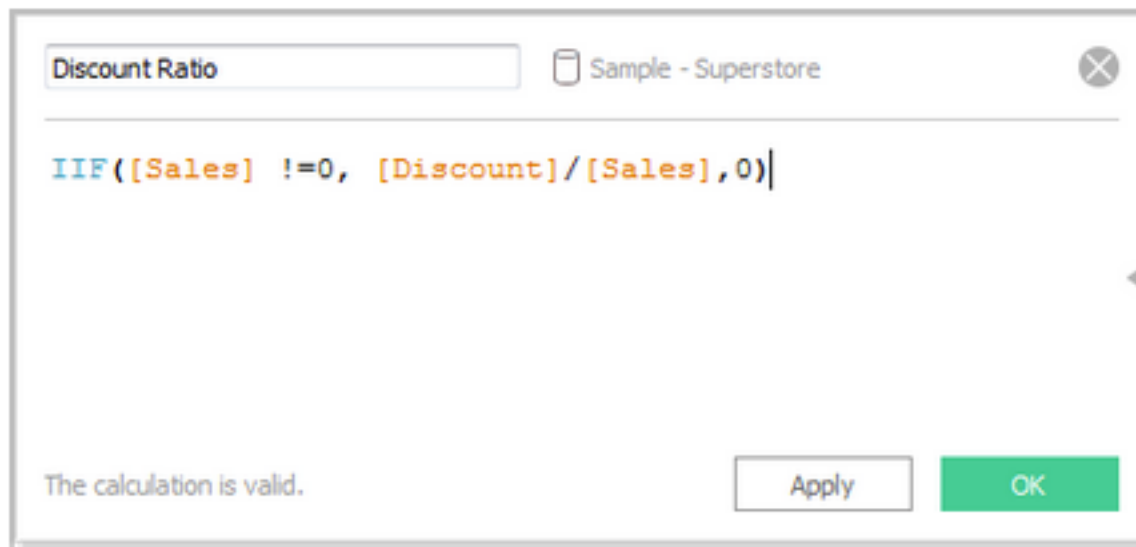 Discount Ratio
Sample - Superstore
IIF([Sales] !=0, [Discount]/[Sales],0)
The calculation is valid.
Apply
OK